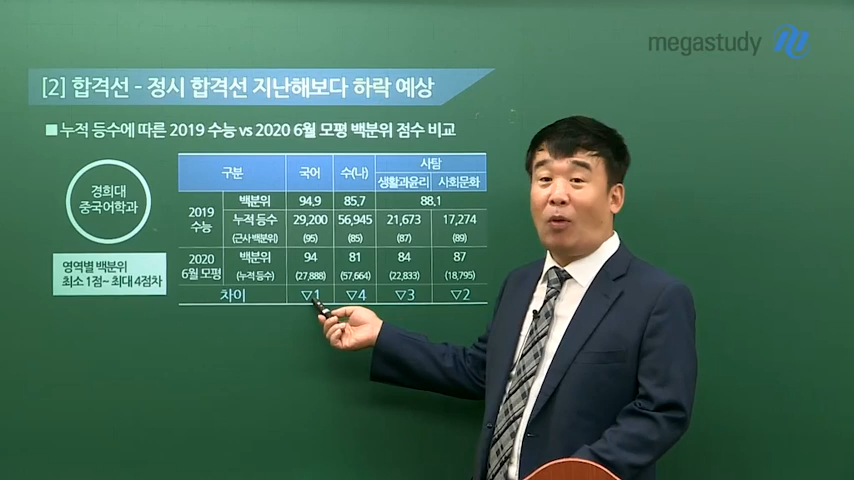 megastudy
[2] 합격선 - 정시 합격선 지난해보다 하락 예상
■ 누적 등수에 따른 2019 수능 vs 2020 6월 모평 백분위 점수 비교
경희대
중국어학과
영역별 백분위
최소 1점~ 최대 4점차
구분 국어 수(나) 사탐
생활과윤리 사회문화
2019 수능 백분위 94.9 85.7 88.1
누적 등수 29,200 56,945 21,673 17,274
(근사 백분위) (95) (85) (87) (89)
2020 6월 모평 백분위 94 81 84 87
(누적 등수) (27,888) (57,664) (22,833) (18,795)
차이 ▽1 ▽4 ▽3 ▽2